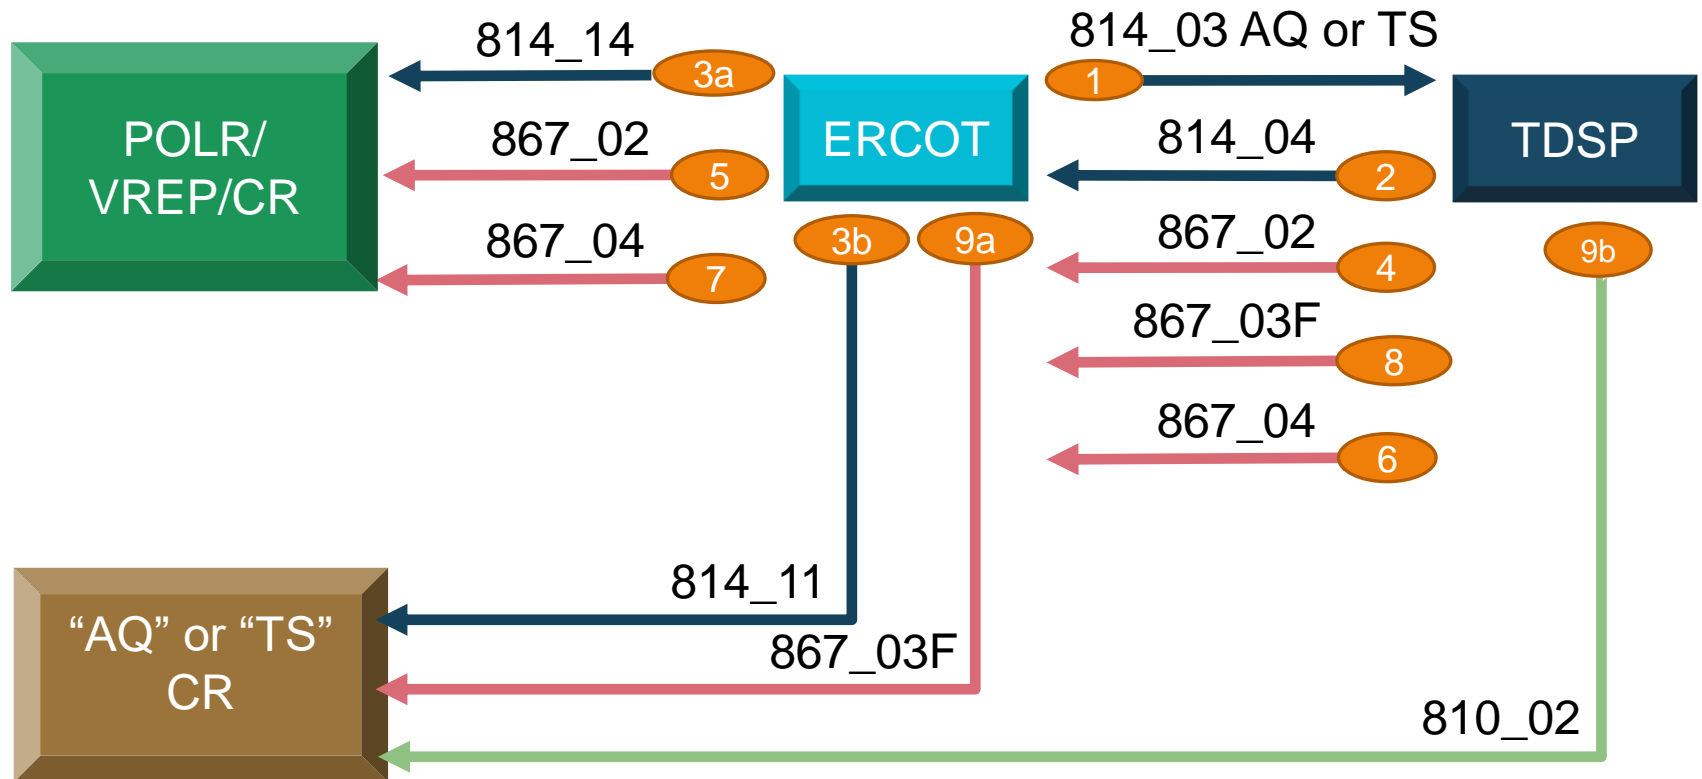 814_14
3a
814_03 AQ or TS
1
POLR/
VREP/CR
867_02
5
867_04
7
ERCOT
814_04
2
TDSP
3b
9a
867_02
4
9b
867_03F
8
867_04
6
814_11
"AQ" or "TS"
CR
867_03F
810_02